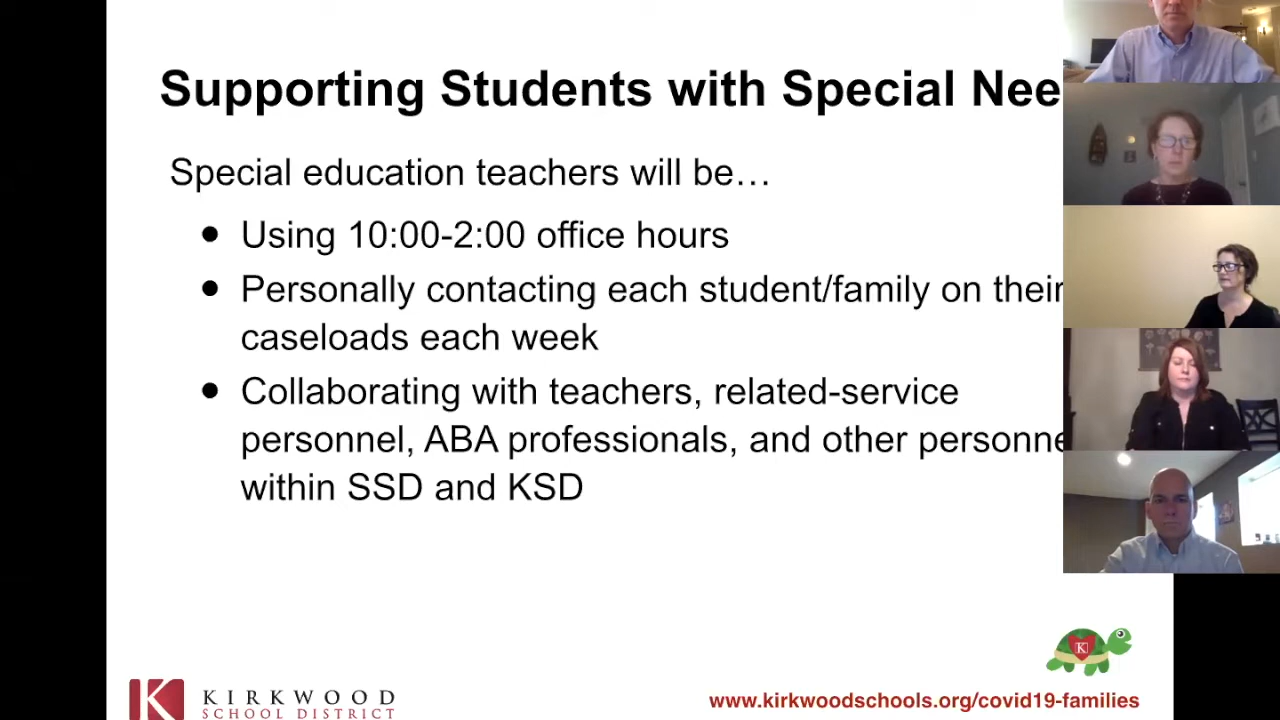 Supporting Students with Special Nee
Special education teachers will be…
● Using 10:00-2:00 office hours
● Personally contacting each student/family on their
caseloads each week
● Collaborating with teachers, related-service
personnel, ABA professionals, and other personne
within SSD and KSD
K
KIRKWOOD
SCHOOL DISTRICT
K
www.kirkwoodschools.org/covid19-families